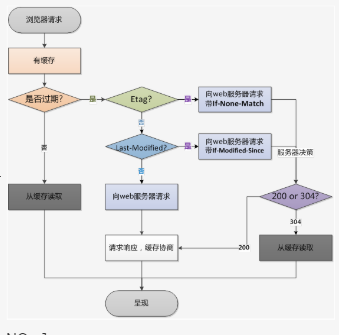 浏览器请求
有缓存
是否过期?
是
Etag?
是
向web服务器请求
带If-None-Match
否
否
Last-Modified?
是
向web服务器请求
带If-Modified-Since
服务器决策
否
从缓存读取
向web服务器请求
200 or 304?
304
请求响应，缓存协商
200
从缓存读取
呈现